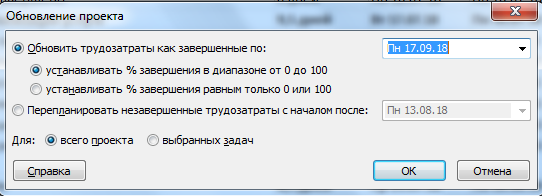 Обновление проекта
Обновить трудозатраты как завершенные по: Пн 17.09.18
устанавливать % завершения в диапазоне от 0 до 100
устанавливать % завершения равным только 0 или 100
Перепланировать незавершенные трудозатраты с началом после: Пн 13.08.18
Для: всего проекта выбранных задач
Справка ОК Отмена